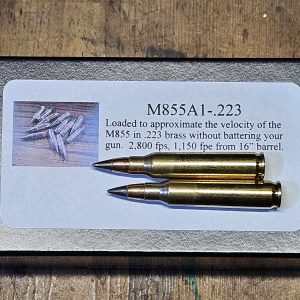 M855A1-.223
Loaded to approximate the velocity of the
M855 in .223 brass without battering your
gun. 2,800 fps, 1,150 fpe from 16" barrel.